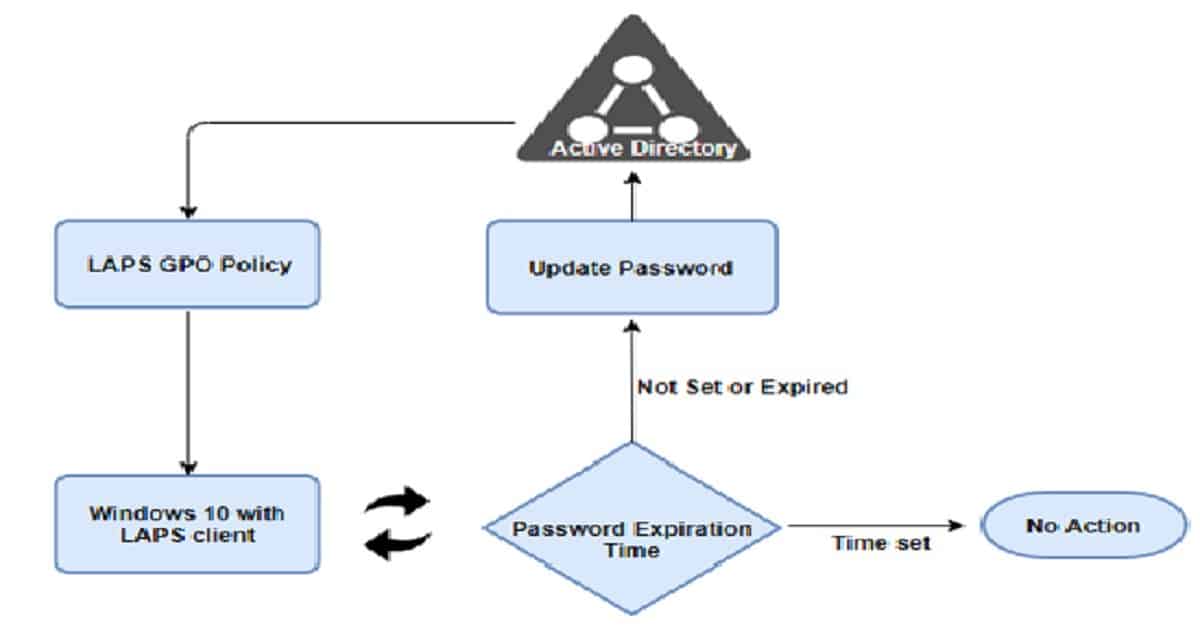 Active Directory
LAPS GPO Policy
Update Password
Not Set or Expired
Windows 10 with
LAPS client
Password Expiration
Time
Time set
No Action